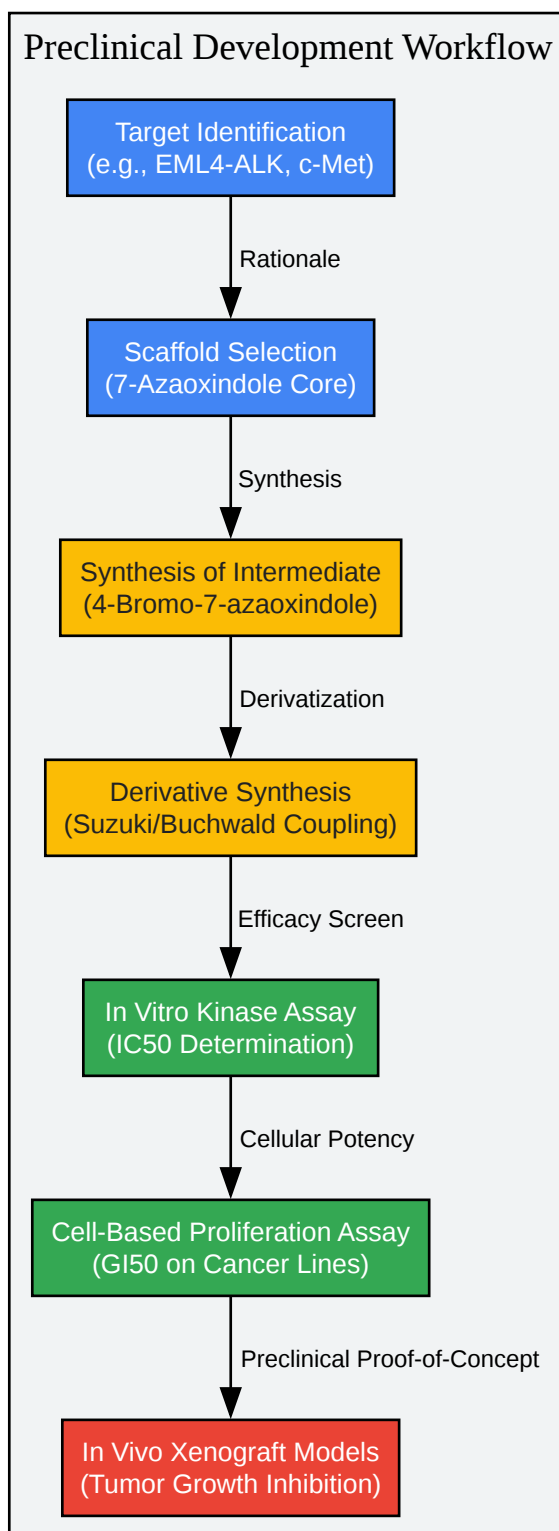 Preclinical Development Workflow
Target Identification
(e.g., EML4-ALK, c-Met)
Rationale
Scaffold Selection
(7-Azaoxindole Core)
Synthesis
Synthesis of Intermediate
(4-Bromo-7-azaoxindole)
Derivatization
Derivative Synthesis
(Suzuki/Buchwald Coupling)
Efficacy Screen
In Vitro Kinase Assay
(IC50 Determination)
Cellular Potency
Cell-Based Proliferation Assay
(GI50 on Cancer Lines)
Preclinical Proof-of-Concept
In Vivo Xenograft Models
(Tumor Growth Inhibition)